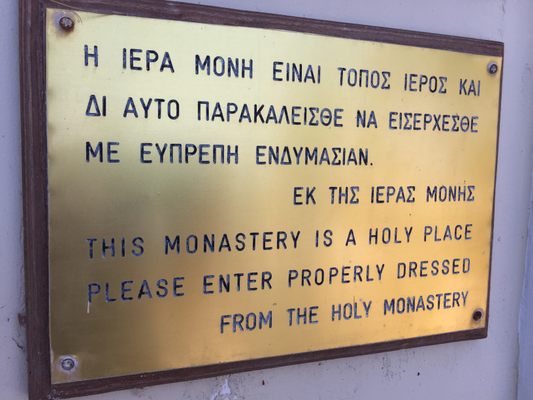 Η ΙΕΡΑ ΜΟΝΗ ΕΙΝΑΙ ΤΟΠΟΣ ΙΕΡΟΣ ΚΑΙ
ΔΙ ΑΥΤΟ ΠΑΡΑΚΑΛΕΙΣΘΕ ΝΑ ΕΙΣΕΡΧΕΣΘΕ
ΜΕ ΕΥΠΡΕΠΗ ΕΝΔΥΜΑΣΙΑΝ.
ΕΚ ΤΗΣ ΙΕΡΑΣ ΜΟΝΗΣ
THIS MONASTERY IS A HOLY PLACE
PLEASE ENTER PROPERLY DRESSED
FROM THE HOLY MONASTERY